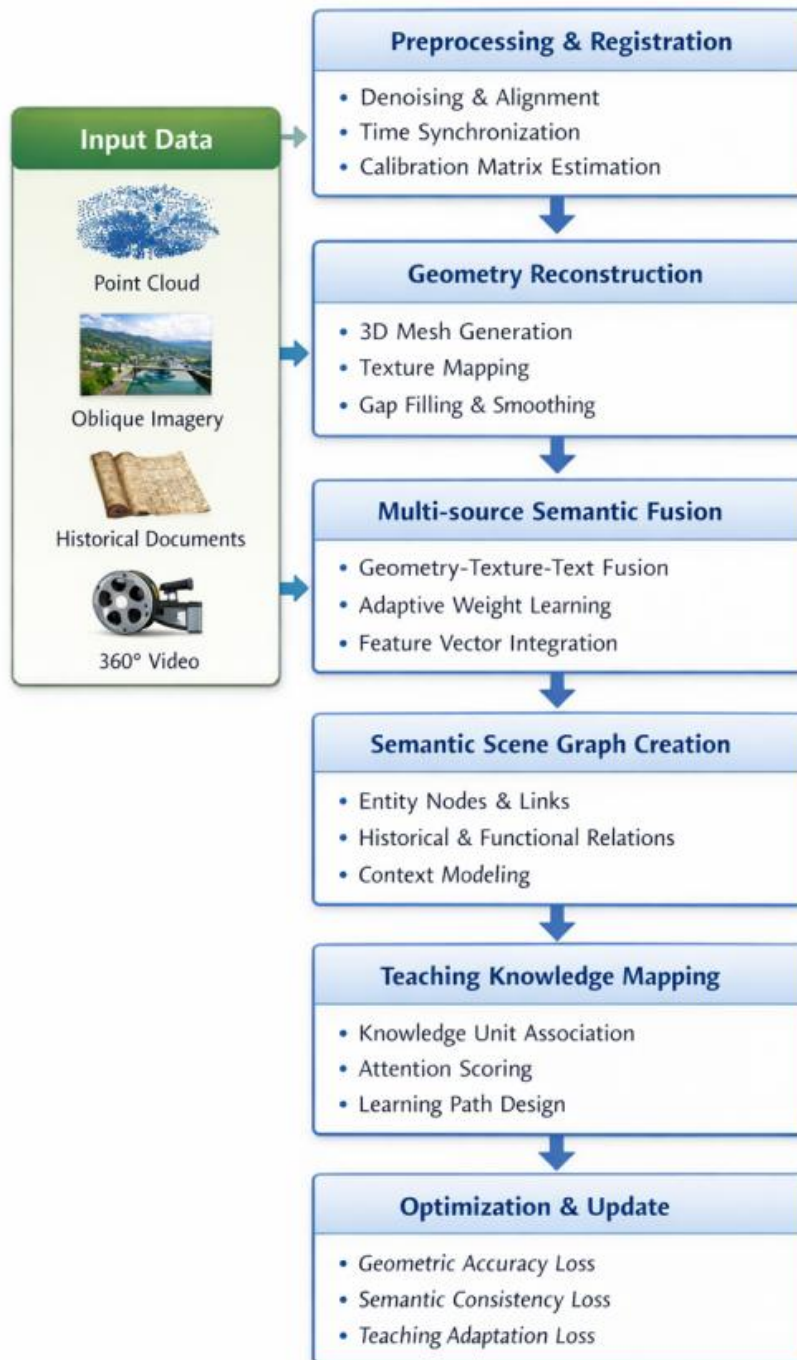 Input Data
Point Cloud
Oblique Imagery
Historical Documents
360° Video
Preprocessing & Registration
• Denoising & Alignment
• Time Synchronization
• Calibration Matrix Estimation
Geometry Reconstruction
• 3D Mesh Generation
• Texture Mapping
• Gap Filling & Smoothing
Multi-source Semantic Fusion
• Geometry-Texture-Text Fusion
• Adaptive Weight Learning
• Feature Vector Integration
Semantic Scene Graph Creation
• Entity Nodes & Links
• Historical & Functional Relations
• Context Modeling
Teaching Knowledge Mapping
• Knowledge Unit Association
• Attention Scoring
• Learning Path Design
Optimization & Update
• Geometric Accuracy Loss
• Semantic Consistency Loss
• Teaching Adaptation Loss